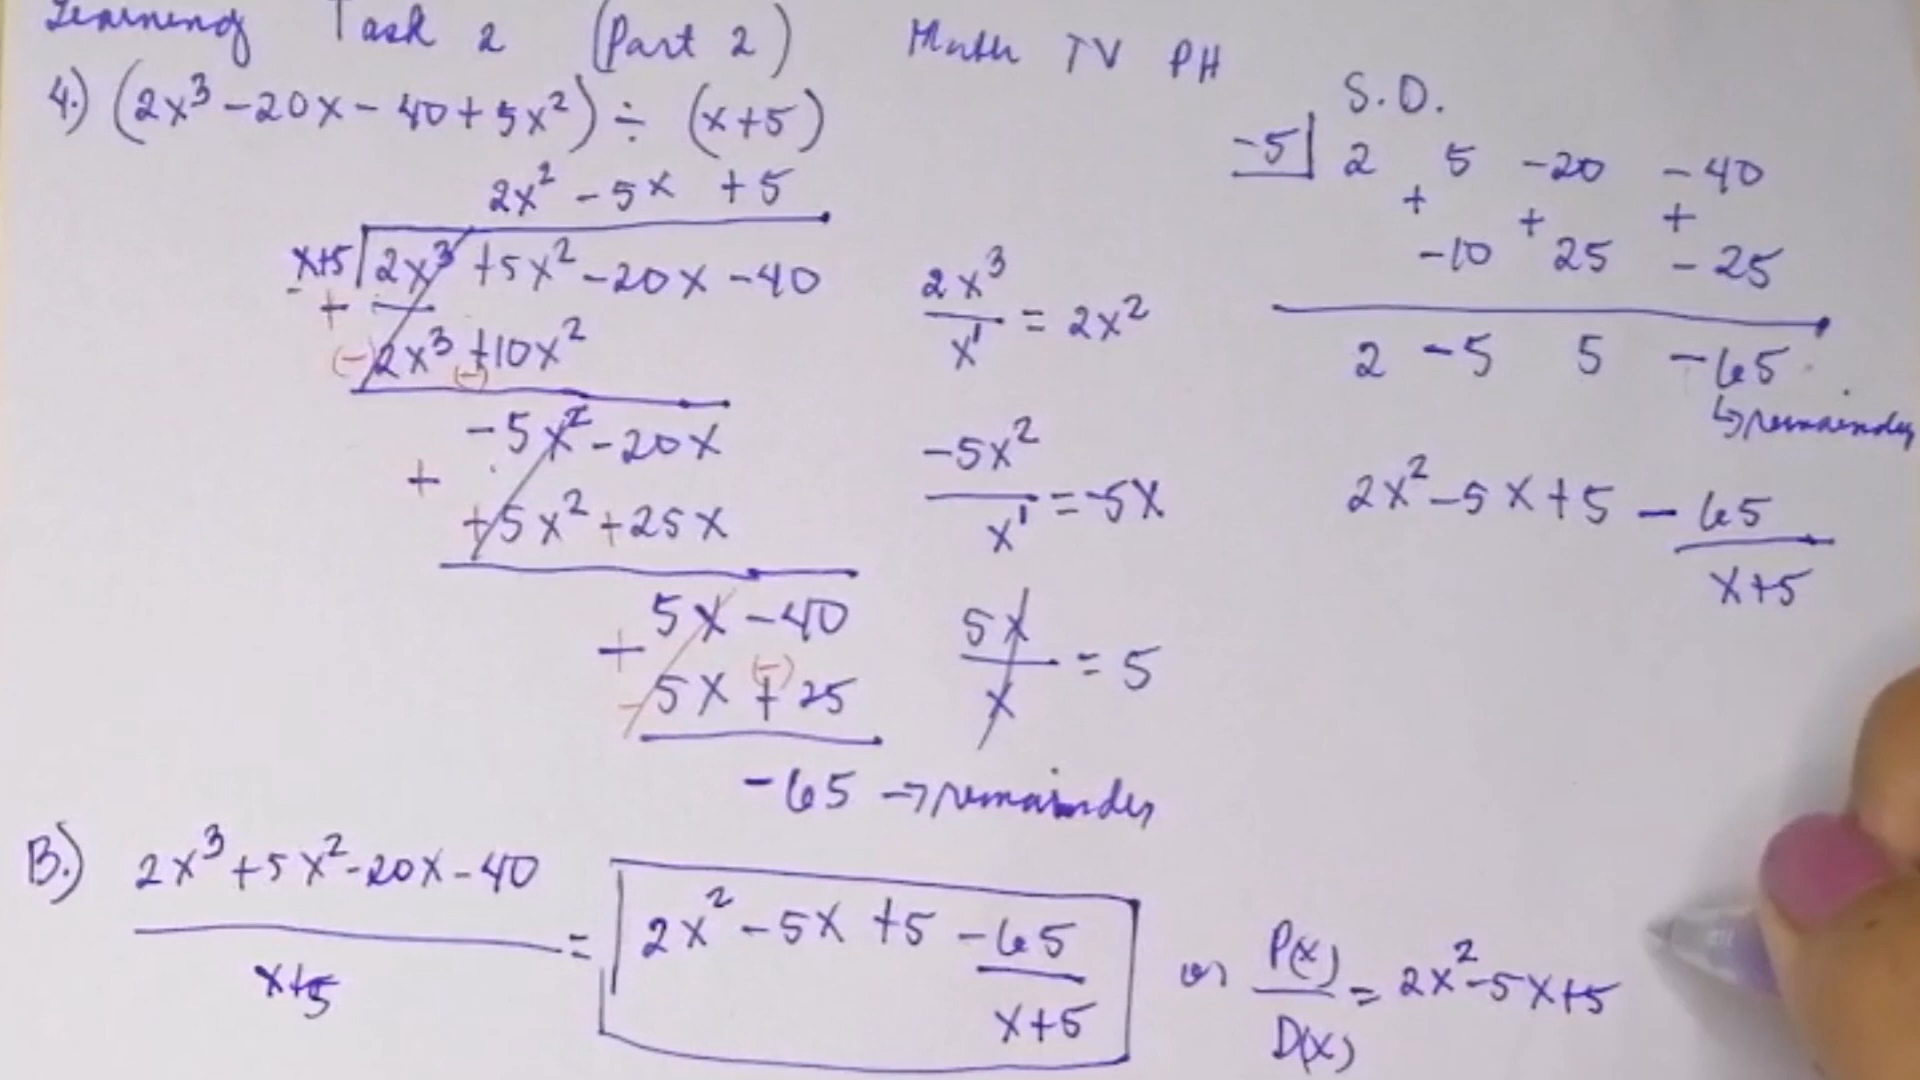 Learning Task 2 (Part 2) Math TV PH
4.) (2x³ - 20x - 40 + 5x²) ÷ (x+5)
2x² - 5x + 5
x+5 2x³ + 5x² - 20x - 40
+
(-) 2x³ + 10x²
(-)
-5x² - 20x
+
+5x² + 25x
5x - 40
+
(-)
- 5x + 25
-65 → remainder
2x³ / x¹ = 2x²
-5x² / x¹ = -5x
5x / x = 5
S.D.
-5 2 5 -20 -40
+ + +
-10 25 -25
2 -5 5 -65
↳ remainder
2x² - 5x + 5 - 65 / x+5
B.) 2x³ + 5x² - 20x - 40 / x+5 = 2x² - 5x + 5 - 65 / x+5 or P(x) / D(x) = 2x² - 5x + 5